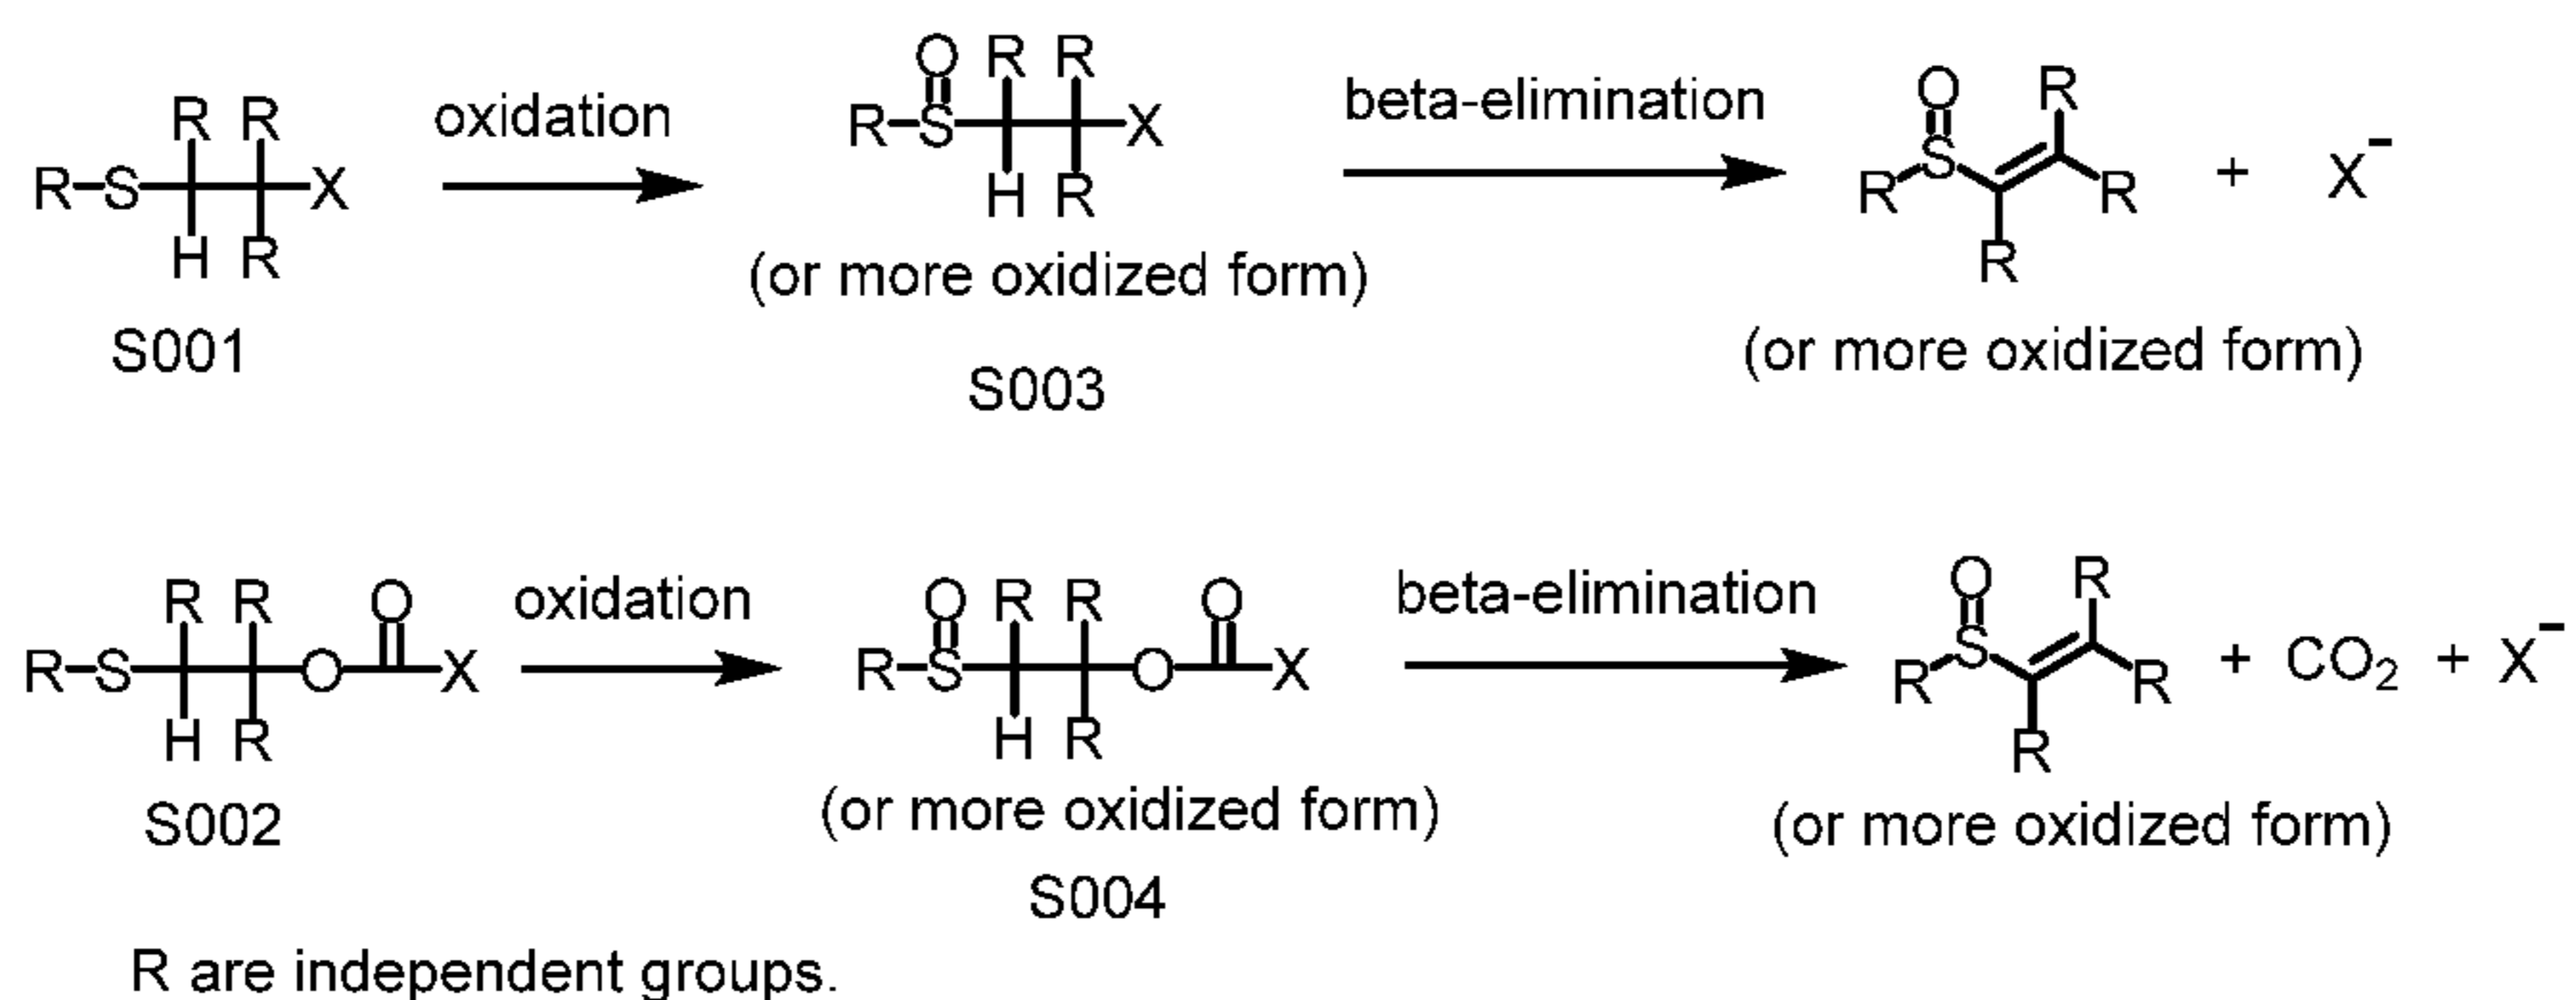 R-S R R H R X
oxidation
O R-S R R H R X
beta-elimination
O R S R R R + X-
(or more oxidized form)
(or more oxidized form)
S001
S003
R-S R R H R O O X
oxidation
O R-S R R H R O O X
beta-elimination
O R S R R R + CO2 + X-
(or more oxidized form)
(or more oxidized form)
S002
S004
R are independent groups.